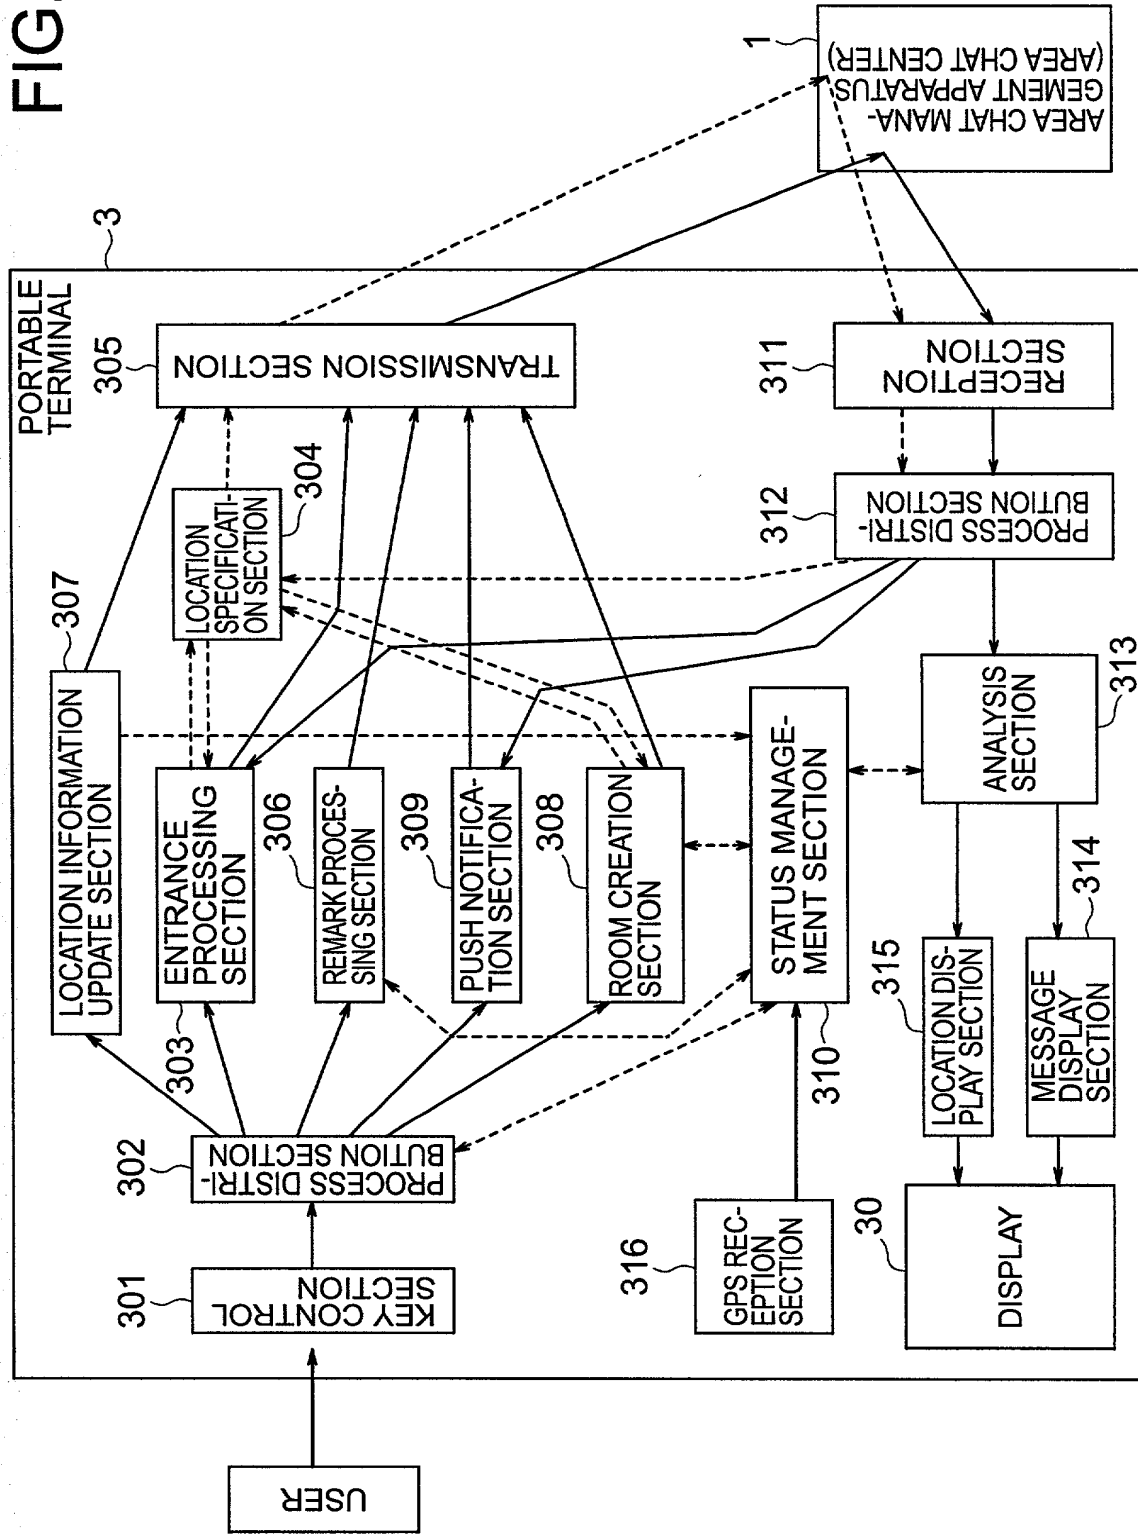 FIG.
PORTABLE
TERMINAL
3
1
AREA CHAT MANA-
GEMENT APPARATUS
(AREA CHAT CENTER)
USER
301
KEY CONTROL
SECTION
302
PROCESS DISTRI-
BUTION SECTION
307
LOCATION INFORMATION
UPDATE SECTION
303
ENTRANCE
PROCESSING
SECTION
304
LOCATION
SPECIFICATI-
ON SECTION
305
TRANSMISSION SECTION
306
REMARK PROCES-
SING SECTION
309
PUSH NOTIFICA-
TION SECTION
308
ROOM CREATION
SECTION
310
STATUS MANAGE-
MENT SECTION
316
GPS REC-
EPTION
SECTION
311
RECEPTION
SECTION
312
PROCESS DISTRI-
BUTION SECTION
313
ANALYSIS
SECTION
315
LOCATION DIS-
PLAY SECTION
314
MESSAGE
DISPLAY
SECTION
30
DISPLAY